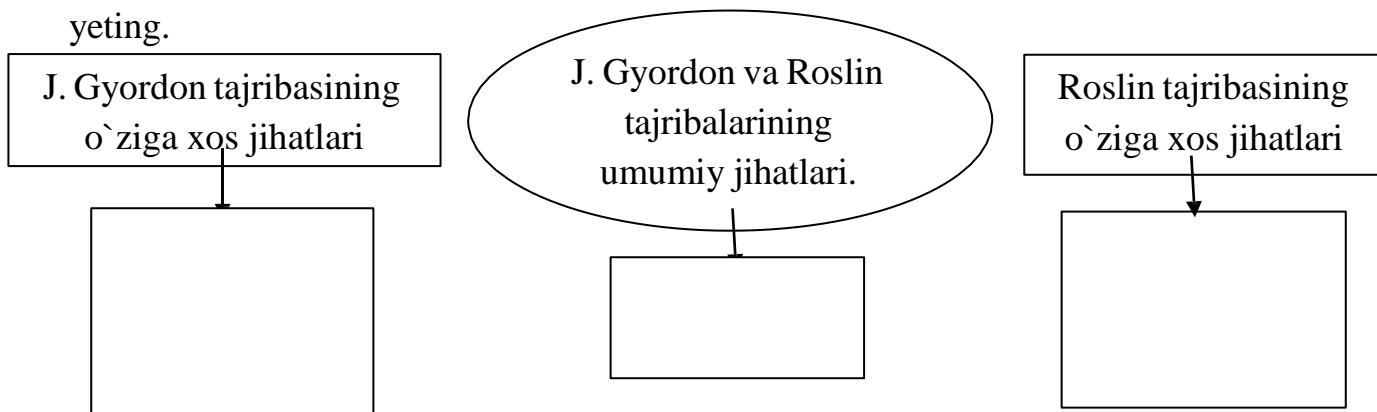 yeting.
J. Gyordon tajribasining
o`ziga xos jihatlari
J. Gyordon va Roslin
tajribalarining
umumiy jihatlari.
Roslin tajribasining
o`ziga xos jihatlari